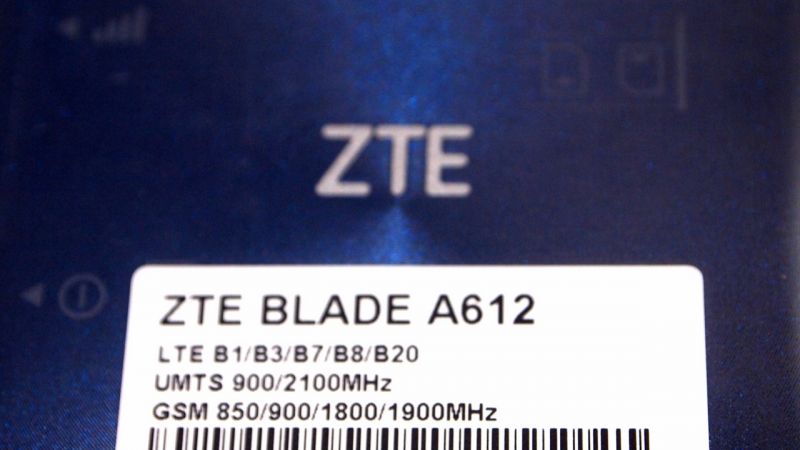 ZTE
ZTE BLADE A612
LTE B1/B3/B7/B8/B20
UMTS 900/2100MHz
GSM 850/900/1800/1900MHz